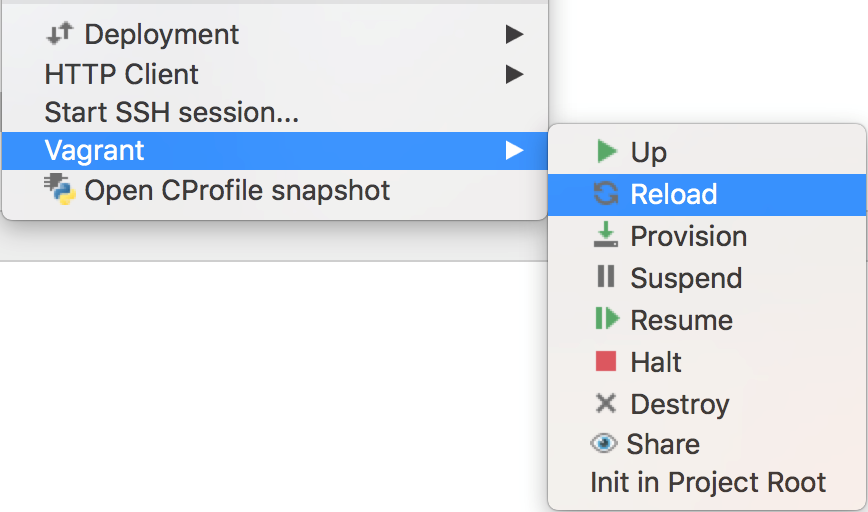 Deployment
HTTP Client
Start SSH session...
Vagrant
Open CProfile snapshot
Up
Reload
Provision
Suspend
Resume
Halt
Destroy
Share
Init in Project Root